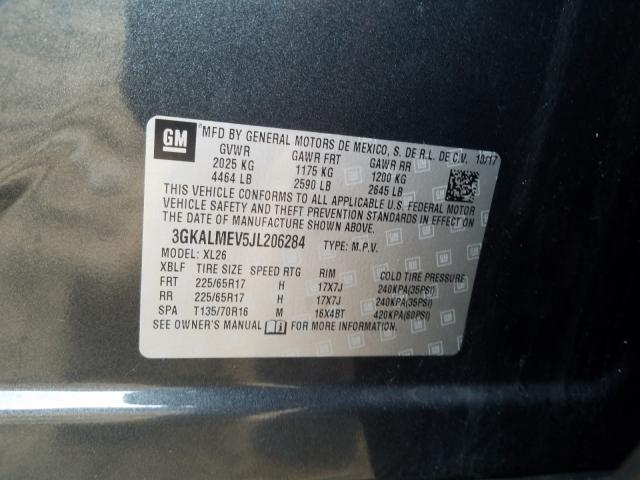 GM
MFD BY GENERAL MOTORS DE MEXICO, S. DE R.L. DE C.V. 10/17
GVWR GAWR FRT GAWR RR
2025 KG 1175 KG 1200 KG
4464 LB 2590 LB 2645 LB
THIS VEHICLE CONFORMS TO ALL APPLICABLE U.S. FEDERAL MOTOR
VEHICLE SAFETY AND THEFT PREVENTION STANDARDS IN EFFECT ON
THE DATE OF MANUFACTURE SHOWN ABOVE.
3GKALMEV5JL206284 TYPE: M.P.V.
MODEL: XL26
XBLF TIRE SIZE SPEED RTG RIM COLD TIRE PRESSURE
FRT 225/65R17 H 17X7J 240KPA(35PSI)
RR 225/65R17 H 17X7J 240KPA(35PSI)
SPA T135/70R16 M 16X4BT 420KPA(60PSI)
SEE OWNER'S MANUAL FOR MORE INFORMATION.